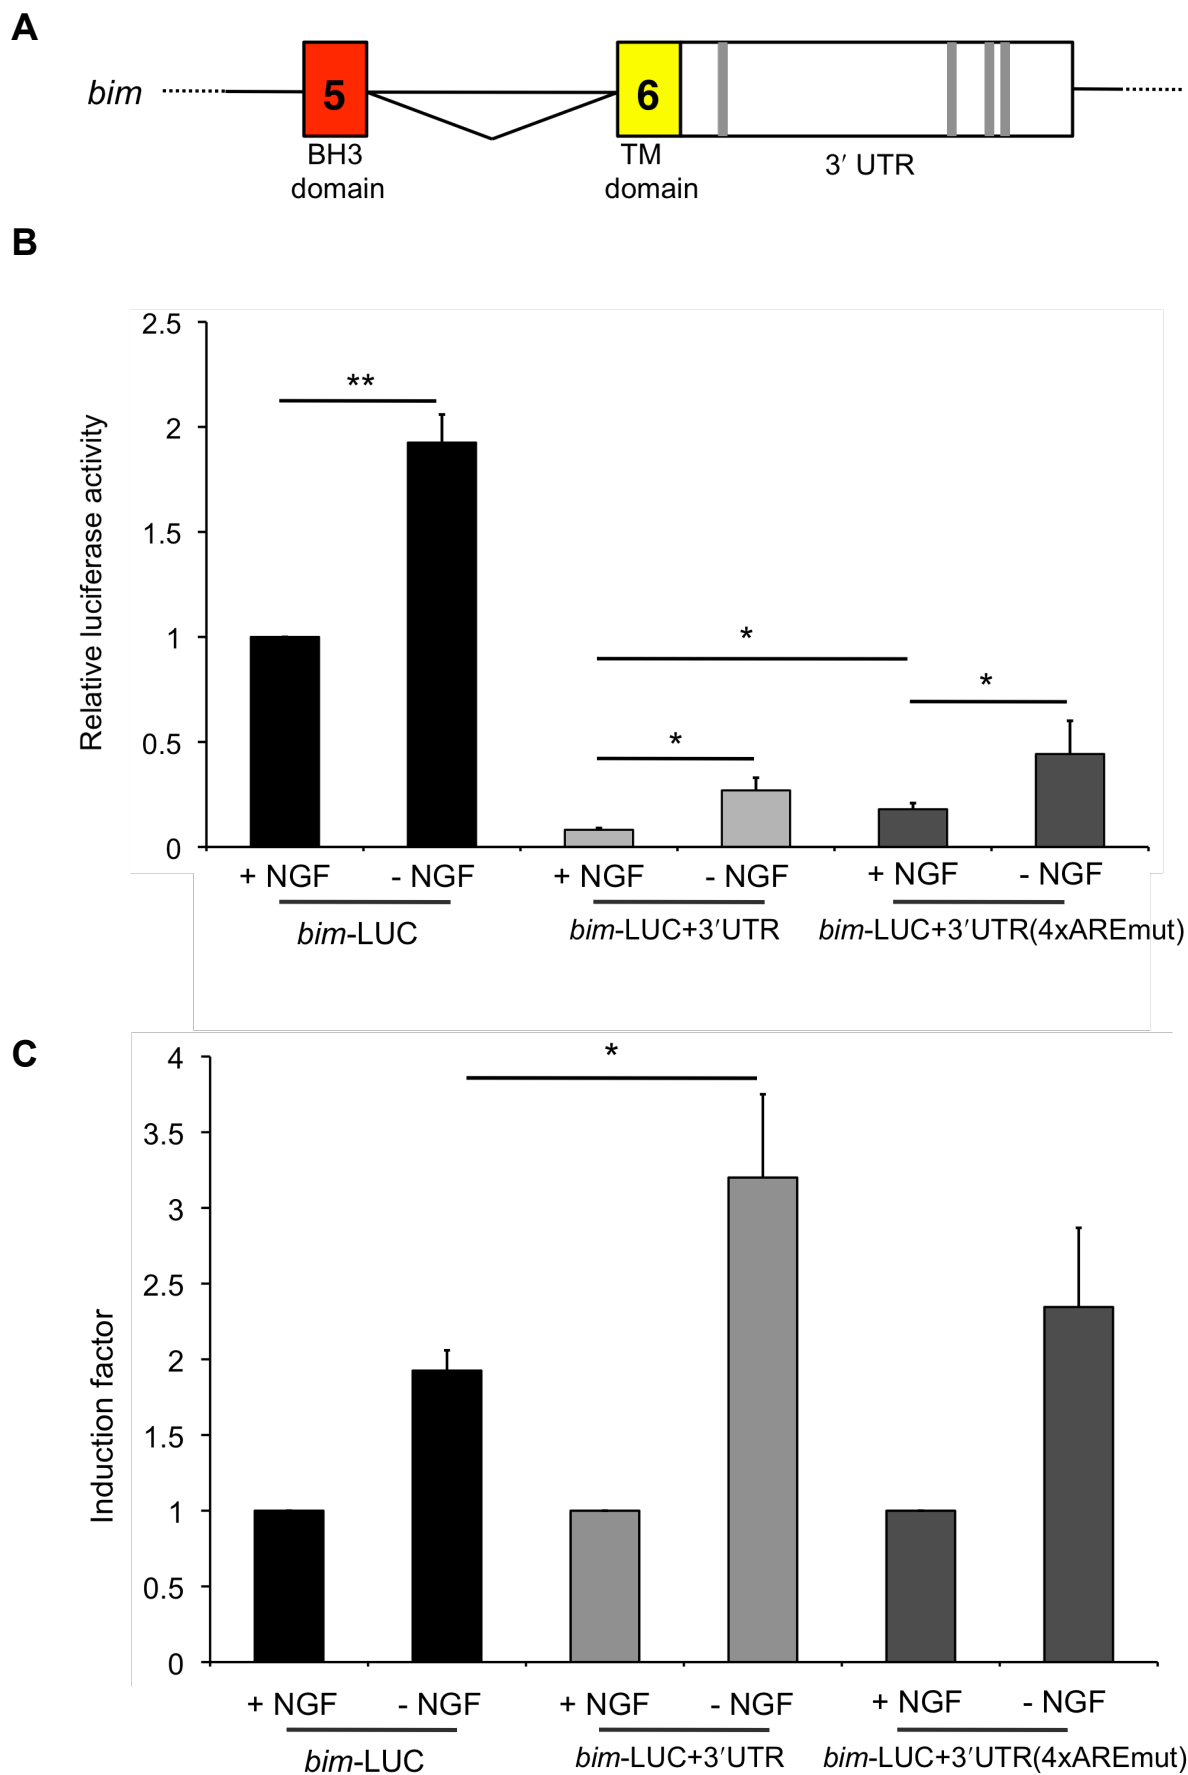 A
bim 5 6
BH3 TM 3′ UTR
domain domain
B
Relative luciferase activity
2.5
**
2
1.5
1
*
*
*
0.5
0
+ NGF - NGF + NGF - NGF + NGF - NGF
bim-LUC bim-LUC+3′UTR bim-LUC+3′UTR(4xAREmut)
C
Induction factor
4
*
3.5
3
2.5
2
1.5
1
0.5
0
+ NGF - NGF + NGF - NGF + NGF - NGF
bim-LUC bim-LUC+3′UTR bim-LUC+3′UTR(4xAREmut)